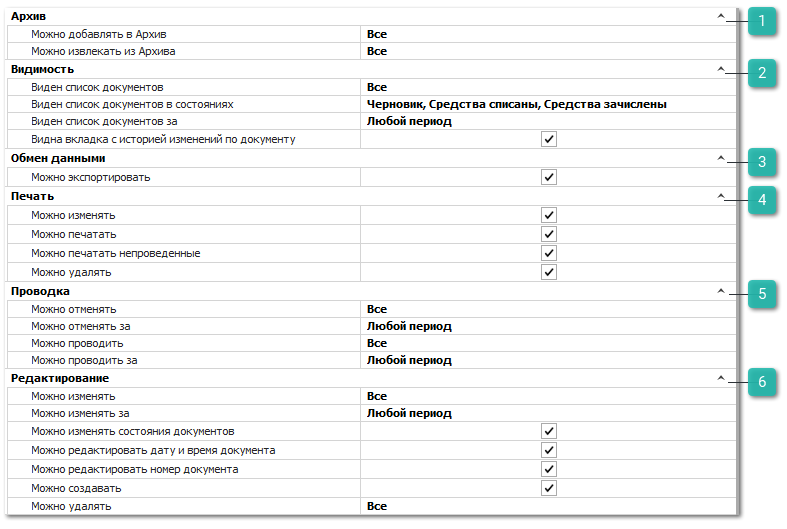 Архив 1
Можно добавлять в Архив Все
Можно извлекать из Архива Все
Видимость 2
Виден список документов Все
Виден список документов в состояниях Черновик, Средства списаны, Средства зачислены
Виден список документов за Любой период
Видна вкладка с историей изменений по документу
Обмен данными 3
Можно экспортировать
Печать 4
Можно изменять
Можно печатать
Можно печатать непроведенные
Можно удалять
Проводка 5
Можно отменять Все
Можно отменять за Любой период
Можно проводить Все
Можно проводить за Любой период
Редактирование 6
Можно изменять Все
Можно изменять за Любой период
Можно изменять состояния документов
Можно редактировать дату и время документа
Можно редактировать номер документа
Можно создавать
Можно удалять Все